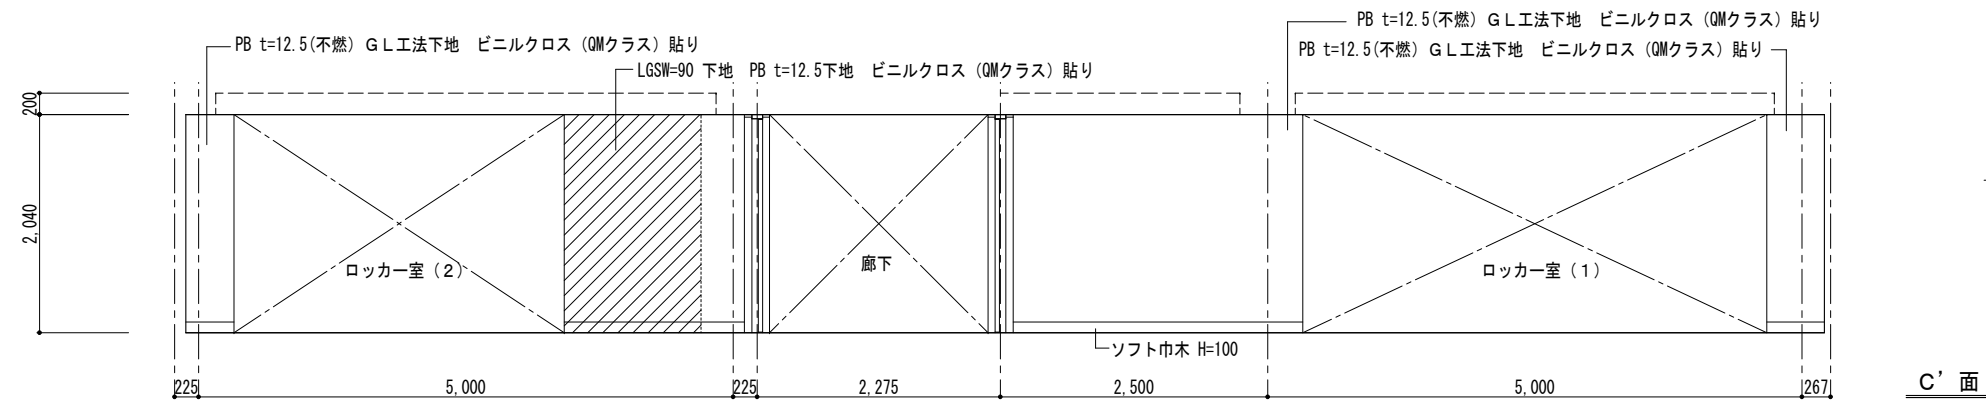 PB t=12.5(不燃) GL工法下地 ビニルクロス (QMクラス) 貼り
PB t=12.5(不燃) GL工法下地 ビニルクロス (QMクラス) 貼り
PB t=12.5(不燃) GL工法下地 ビニルクロス (QMクラス) 貼り
LGSW=90 下地 PB t=12.5下地 ビニルクロス (QMクラス) 貼り
200
2,040
ロッカー室(2)
廊下
ロッカー室(1)
ソフト巾木 H=100
225
5,000
225
2,275
2,500
5,000
267
C’面